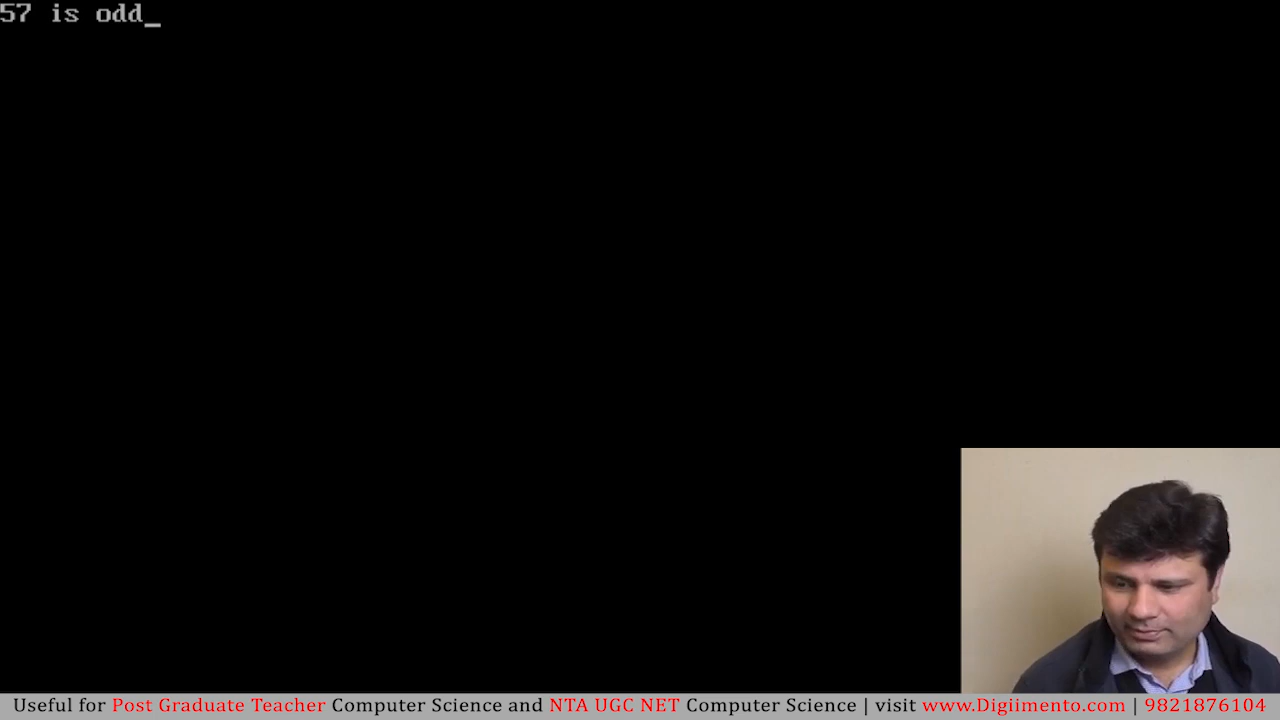 57 is odd_
Useful for Post Graduate Teacher Computer Science and NTA UGC NET Computer Science | visit www.Digiimento.com | 9821876104